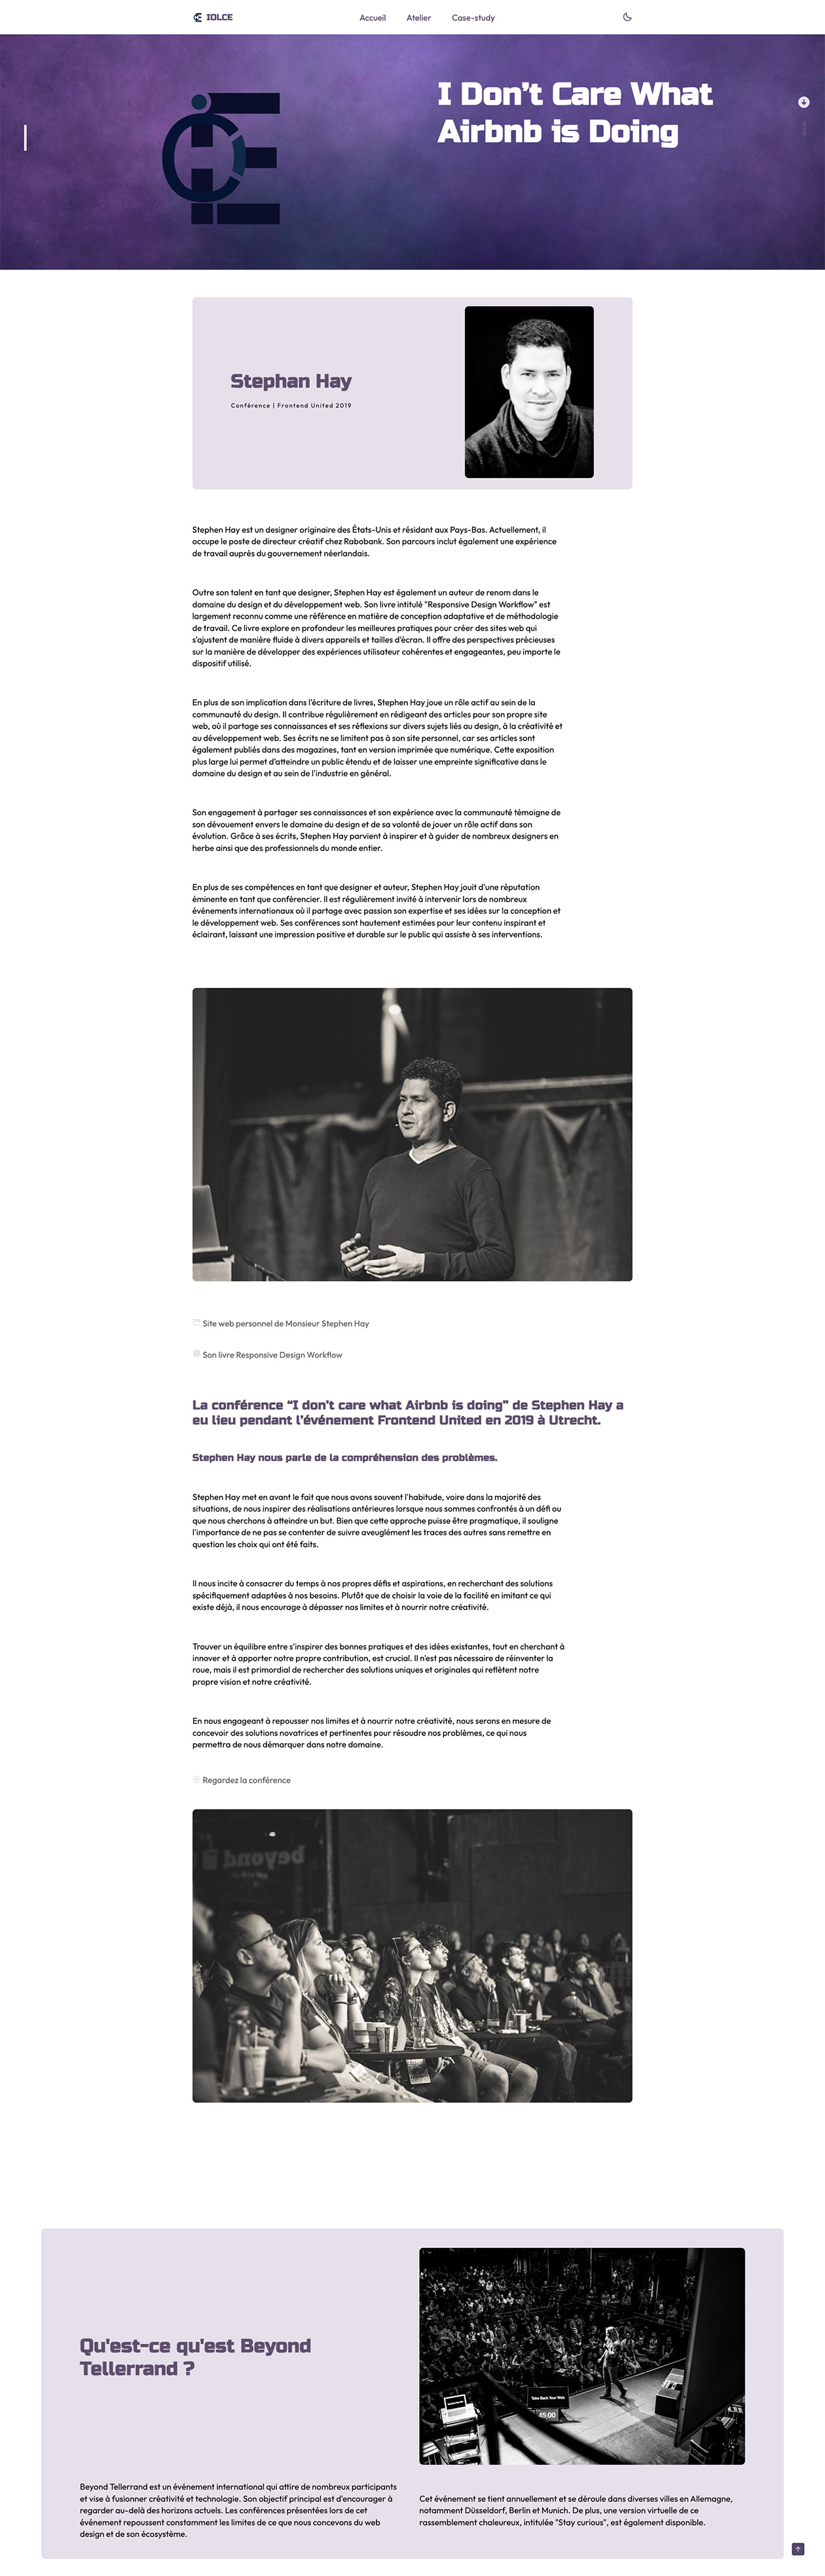 IOLCE
Accueil
Atelier
Case-study
I Don't Care What
Airbnb is Doing
Stephan Hay
Conférence | Frontend United 2019
Stephen Hay est un designer originaire des États-Unis et résidant aux Pays-Bas. Actuellement, il
occupe le poste de directeur créatif chez Rabobank. Son parcours inclut également une expérience
de travail auprès du gouvernement néerlandais.
Outre son talent en tant que designer, Stephen Hay est également un auteur de renom dans le
domaine du design et du développement web. Son livre intitulé "Responsive Design Workflow" est
largement reconnu comme une référence en matière de conception adaptative et de méthodologie
de travail. Ce livre explore en profondeur les meilleures pratiques pour créer des sites web qui
s'ajustent de manière fluide à divers appareils et tailles d'écran. Il offre des perspectives précieuses
sur la manière de développer des expériences utilisateur cohérentes et engageantes, peu importe le
dispositif utilisé.
En plus de son implication dans l'écriture de livres, Stephen Hay joue un rôle actif au sein de la
communauté du design. Il contribue régulièrement en rédigeant des articles pour son propre site
web, où il partage ses connaissances et ses réflexions sur divers sujets liés au design, à la créativité et
au développement web. Ses écrits ne se limitent pas à son site personnel, car ses articles sont
également publiés dans des magazines, tant en version imprimée que numérique. Cette exposition
plus large lui permet d'atteindre un public étendu et de laisser une empreinte significative dans le
domaine du design et au sein de l'industrie en général.
Son engagement à partager ses connaissances et son expérience avec la communauté témoigne de
son dévouement envers le domaine du design et de sa volonté de jouer un rôle actif dans son
évolution. Grâce à ses écrits, Stephen Hay parvient à inspirer et à guider de nombreux designers en
herbe ainsi que des professionnels du monde entier.
En plus de ses compétences en tant que designer et auteur, Stephen Hay jouit d'une réputation
éminente en tant que conférencier. Il est régulièrement invité à intervenir lors de nombreux
événements internationaux où il partage avec passion son expertise et ses idées sur la conception et
le développement web. Ses conférences sont hautement estimées pour leur contenu inspirant et
éclairant, laissant une impression positive et durable sur le public qui assiste à ses interventions.
Site web personnel de Monsieur Stephen Hay
Son livre Responsive Design Workflow
La conférence “I don't care what Airbnb is doing” de Stephen Hay a
eu lieu pendant l'événement Frontend United en 2019 à Utrecht.
Stephen Hay nous parle de la compréhension des problèmes.
Stephen Hay met en avant le fait que nous avons souvent l'habitude, voire dans la majorité des
situations, de nous inspirer des réalisations antérieures lorsque nous sommes confrontés à un défi ou
que nous cherchons à atteindre un but. Bien que cette approche puisse être pragmatique, il souligne
l'importance de ne pas se contenter de suivre aveuglément les traces des autres sans remettre en
question les choix qui ont été faits.
Il nous incite à consacrer du temps à nos propres défis et aspirations, en recherchant des solutions
spécifiquement adaptées à nos besoins. Plutôt que de choisir la voie de la facilité en imitant ce qui
existe déjà, il nous encourage à dépasser nos limites et à nourrir notre créativité.
Trouver un équilibre entre s'inspirer des bonnes pratiques et des idées existantes, tout en cherchant à
innover et à apporter notre propre contribution, est crucial. Il n'est pas nécessaire de réinventer la
roue, mais il est primordial de rechercher des solutions uniques et originales qui reflètent notre
propre vision et notre créativité.
En nous engageant à repousser nos limites et à nourrir notre créativité, nous serons en mesure de
concevoir des solutions novatrices et pertinentes pour résoudre nos problèmes, ce qui nous
permettra de nous démarquer dans notre domaine.
Regardez la conférence
beyond
Take Back Your Web
45:00
Qu'est-ce qu'est Beyond
Tellerrand ?
Beyond Tellerrand est un événement international qui attire de nombreux participants
et vise à fusionner créativité et technologie. Son objectif principal est d'encourager à
regarder au-delà des horizons actuels. Les conférences présentées lors de cet
événement repoussent constamment les limites de ce que nous concevons du web
design et de son écosystème.
Cet événement se tient annuellement et se déroule dans diverses villes en Allemagne,
notamment Düsseldorf, Berlin et Munich. De plus, une version virtuelle de ce
rassemblement chaleureux, intitulée "Stay curious", est également disponible.